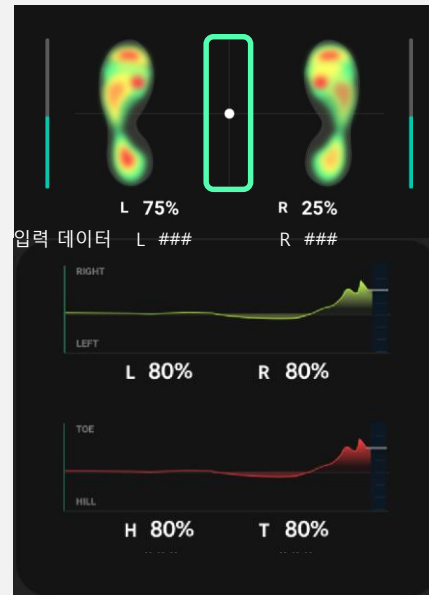 L 75% R 25%
입력 데이터 L ### R ###
RIGHT
LEFT
L 80% R 80%
TOE
HILL
H 80% T 80%